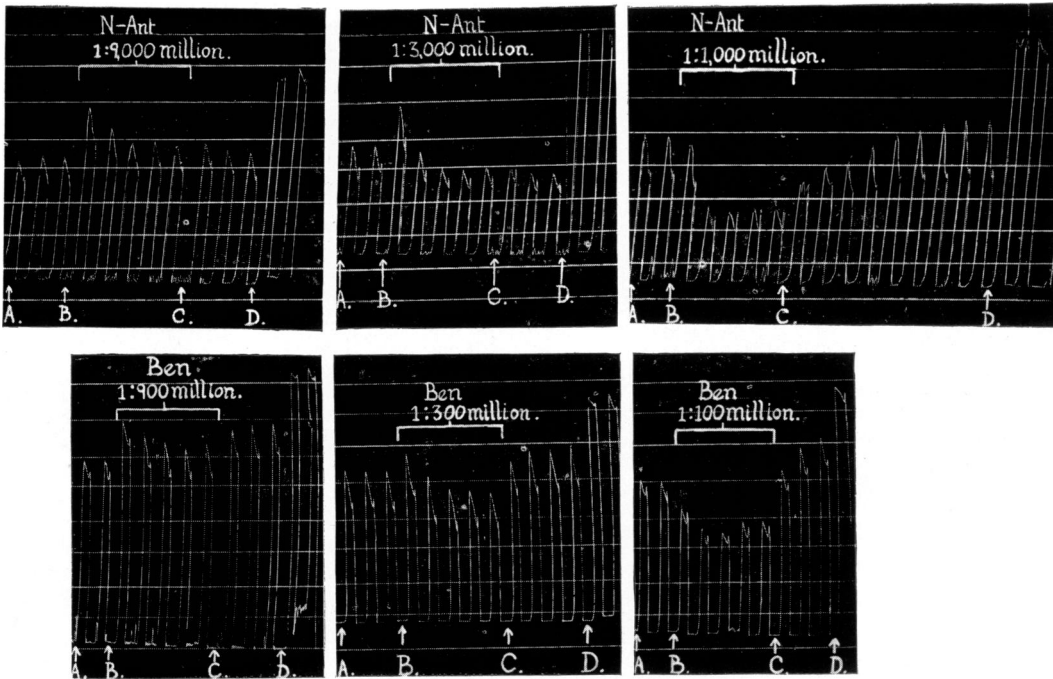 N-Ant
1:9,000 million.
A. B. C. D.
N-Ant
1:3,000 million.
A. B. C. D.
N-Ant
1:1,000 million.
A. B. C. D.
Ben
1:900 million.
A. B. C. D.
Ben
1:300 million.
A. B. C. D.
Ben
1:100 million.
A. B. C. D.